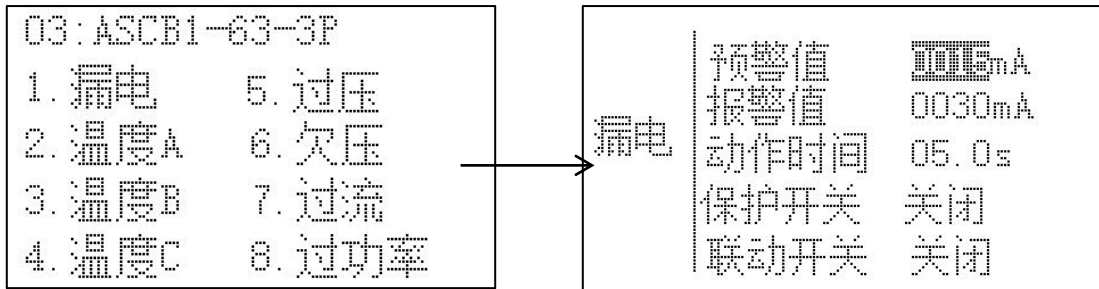 03:ASCB1-63-3P
1.漏电 5.过压
2.温度A 6.欠压
3.温度B 7.过流
4.温度C 8.过功率
漏电
预警值 0015mA
报警值 0030mA
动作时间 05.0s
保护开关 关闭
联动开关 关闭